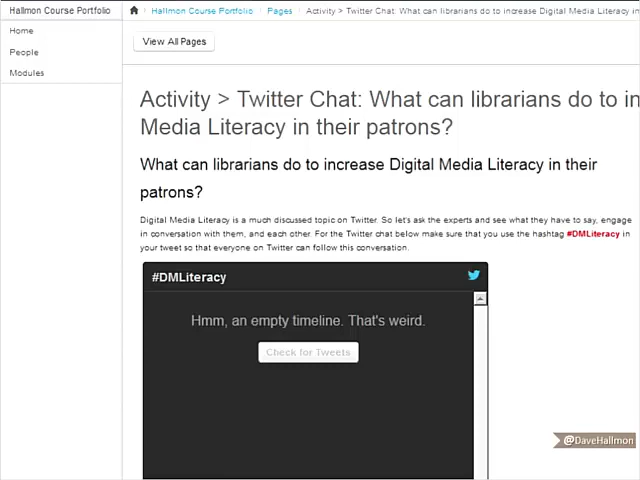 Hallmon Course Portfolio
Hallmon Course Portfolio > Pages > Activity > Twitter Chat: What can librarians do to increase Digital Media Literacy in
Home
People
Modules
View All Pages
Activity > Twitter Chat: What can librarians do to in
Media Literacy in their patrons?
What can librarians do to increase Digital Media Literacy in their
patrons?
Digital Media Literacy is a much discussed topic on Twitter. So let's ask the experts and see what they have to say, engage
in conversation with them, and each other. For the Twitter chat below make sure that you use the hashtag #DMLiteracy in
your tweet so that everyone on Twitter can follow this conversation.
#DMLiteracy
Hmm, an empty timeline. That's weird.
Check for Tweets
@DaveHallmon